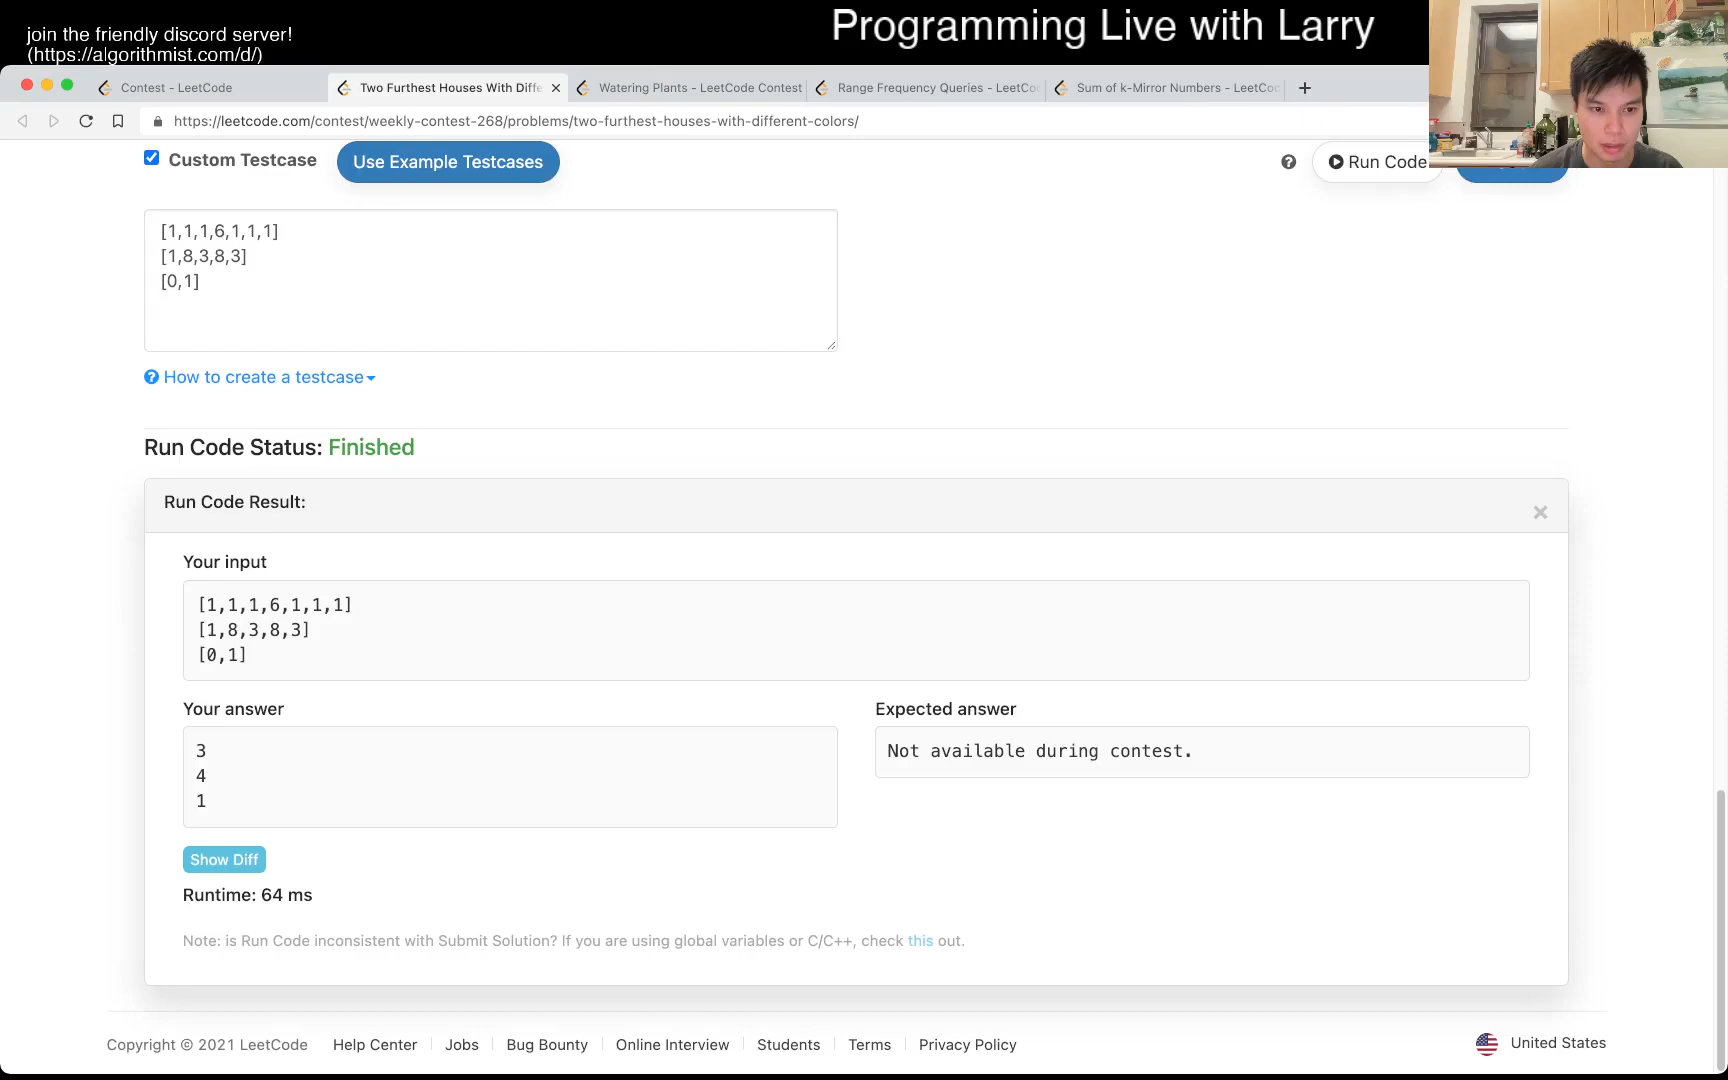 join the friendly discord server!
(https://algorithmist.com/d/)
Programming Live with Larry
Contest - LeetCode
Two Furthest Houses With Diffe
Watering Plants - LeetCode Contest
Range Frequency Queries - LeetCo
Sum of k-Mirror Numbers - LeetCo
https://leetcode.com/contest/weekly-contest-268/problems/two-furthest-houses-with-different-colors/
Custom Testcase
Use Example Testcases
Run Code
[1,1,1,6,1,1,1]
[1,8,3,8,3]
[0,1]
How to create a testcase
Run Code Status: Finished
Run Code Result:
Your input
[1,1,1,6,1,1,1]
[1,8,3,8,3]
[0,1]
Your answer
Expected answer
3
4
1
Not available during contest.
Show Diff
Runtime: 64 ms
Note: is Run Code inconsistent with Submit Solution? If you are using global variables or C/C++, check this out.
Copyright © 2021 LeetCode
Help Center
Jobs
Bug Bounty
Online Interview
Students
Terms
Privacy Policy
United States